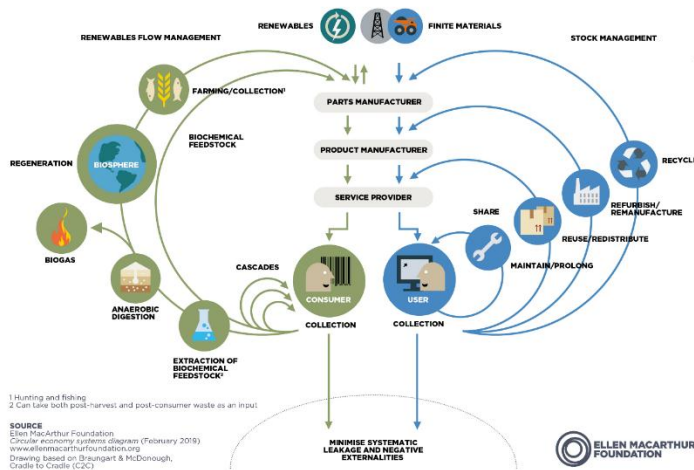 RENEWABLES
FINITE MATERIALS
RENEWABLES FLOW MANAGEMENT
STOCK MANAGEMENT
FARMING/COLLECTION¹
PARTS MANUFACTURER
BIOCHEMICAL
FEEDSTOCK
PRODUCT MANUFACTURER
REGENERATION
BIOSPHERE
RECYCLE
SERVICE PROVIDER
REFURBISH/
REMANUFACTURE
SHARE
REUSE/REDISTRIBUTE
BIOGAS
MAINTAIN/PROLONG
CASCADES
CONSUMER
USER
ANAEROBIC
DIGESTION
COLLECTION
COLLECTION
EXTRACTION OF
BIOCHEMICAL
FEEDSTOCK²
1 Hunting and fishing
2 Can take both post-harvest and post-consumer waste as an input
SOURCE
Ellen MacArthur Foundation
Circular economy systems diagram (February 2019)
www.ellenmacarthurfoundation.org
Drawing based on Braungart & McDonough,
Cradle to Cradle (C2C)
MINIMISE SYSTEMATIC
LEAKAGE AND NEGATIVE
EXTERNALITIES
ELLEN MACARTHUR
FOUNDATION